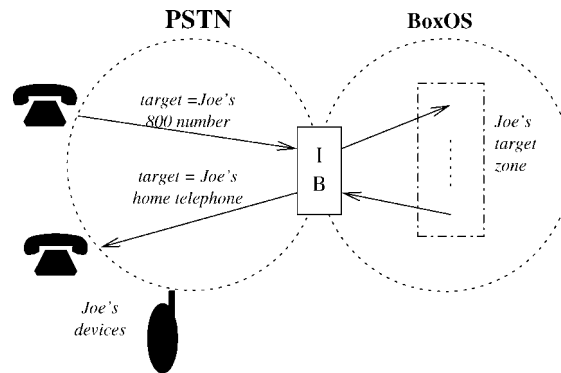 PSTN
BoxOS
target =Joe's
800 number
Joe's
target
zone
I
B
target = Joe's
home telephone
Joe's
devices